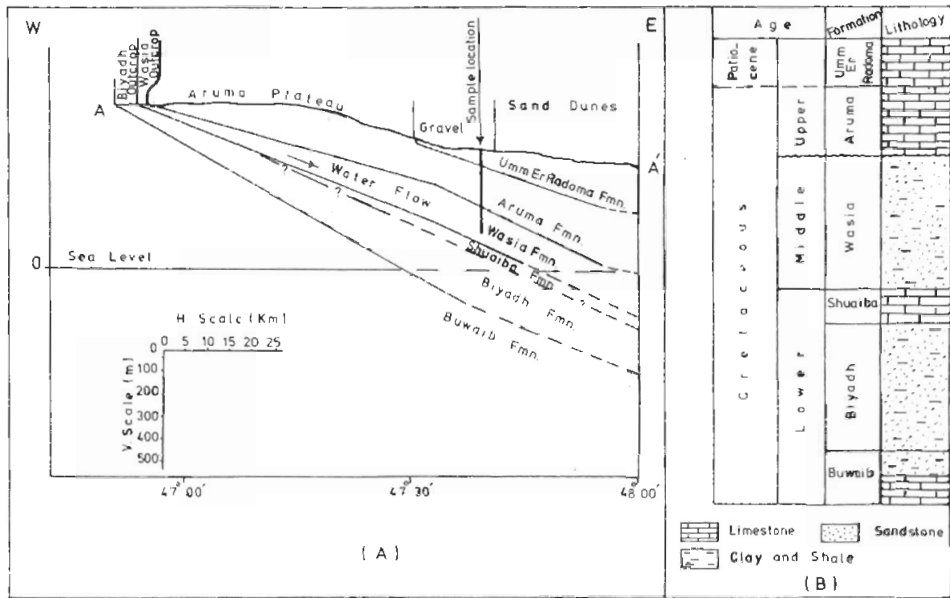 W
E
Biyadh
Outcrop
Wasia
Outcrop
A
Aruma Plateau
Sample location
Sand Dunes
Gravel
A'
Umm Er Radoma Fmn.
Water Flow
?
?
Aruma Fmn.
Wasia Fmn.
Shuaiba Fmn.
?
0
Sea Level
Biyadh Fmn.
Buwaib Fmn.
H. Scale (Km)
0 5 10 15 20 25
0
100
200
300
400
500
V. Scale (m)
47°00'
47°30'
48°00'
(A)
Age
Formation
Lithology
Umm
Er
Radoma
Upper
Aruma
Cretaceous
Middle
Wasia
Shuaiba
Lower
Biyadh
Buwaib
Limestone
Sandstone
Clay and Shale
(B)